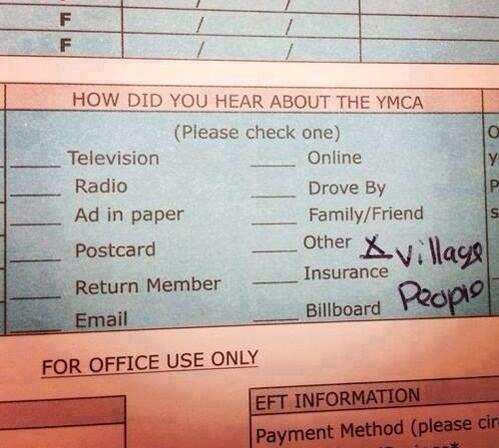 F / /
F / /
HOW DID YOU HEAR ABOUT THE YMCA
(Please check one)
____ Television ____ Online
____ Radio ____ Drove By
____ Ad in paper ____ Family/Friend
____ Postcard ____ Other X Village
____ Return Member ____ Insurance People
____ Email ____ Billboard
FOR OFFICE USE ONLY
EFT INFORMATION
Payment Method (please cir